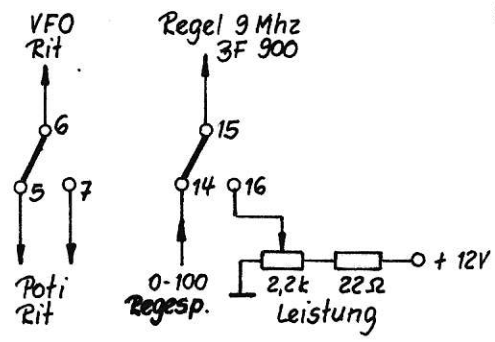 VFO
Rit
Regel 9 Mhz
3F 900
6
15
5
7
14
16
+ 12V
Poti
Rit
0-100
Regesp.
2,2k
22Ω
Leistung